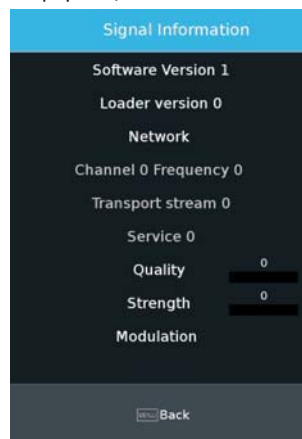 Signal Information
Software Version 1
Loader version 0
Network
Channel 0 Frequency 0
Transport stream 0
Service 0
Quality 0
Strength 0
Modulation
MENU Back